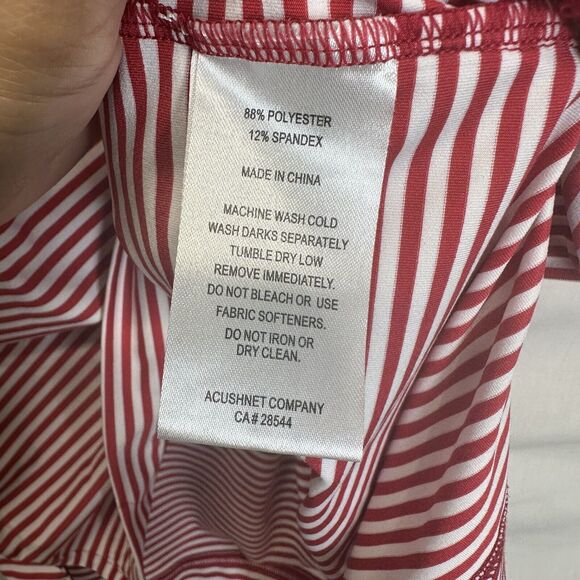 88% POLYESTER
12% SPANDEX
MADE IN CHINA
MACHINE WASH COLD
WASH DARKS SEPARATELY
TUMBLE DRY LOW
REMOVE IMMEDIATELY.
DO NOT BLEACH OR USE
FABRIC SOFTENERS.
DO NOT IRON OR
DRY CLEAN.
ACUSHNET COMPANY
CA# 28544